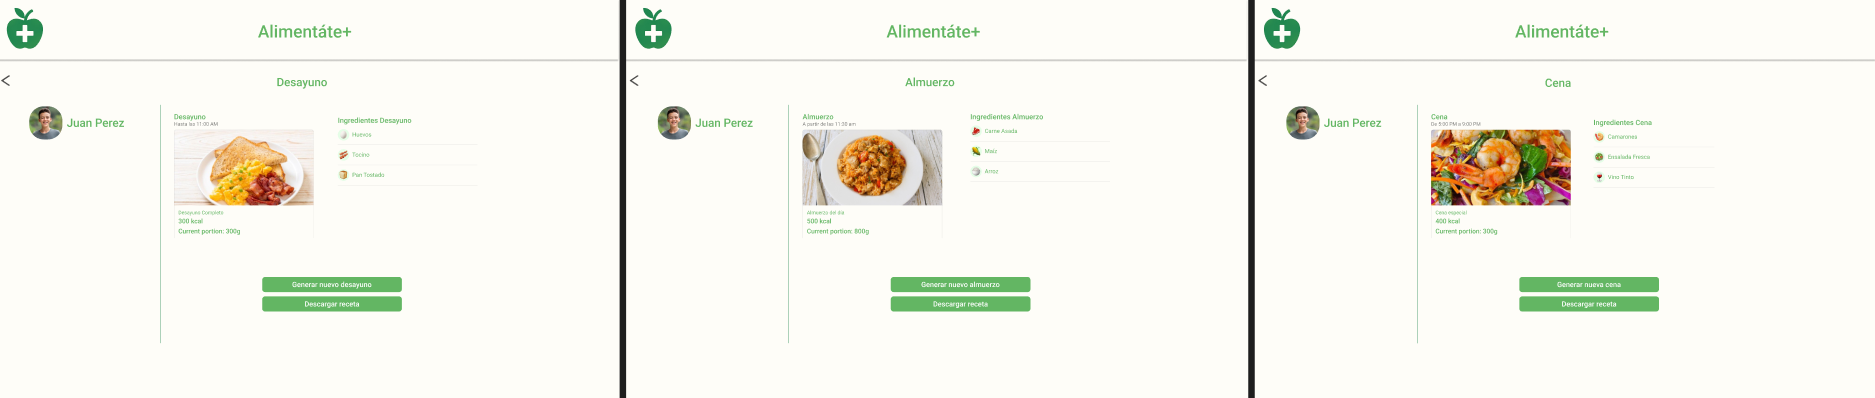 Alimentáte+
<
Desayuno
Juan Perez
Desayuno
Hasta las 11:00 AM
Desayuno Completo
300 kcal
Current portion: 300g
Ingredientes Desayuno
Huevos
Tocino
Pan Tostado
Generar nuevo desayuno
Descargar receta
Alimentáte+
<
Almuerzo
Juan Perez
Almuerzo
A partir de las 11:30 am
Almuerzo del dia
500 kcal
Current portion: 800g
Ingredientes Almuerzo
Carne Asada
Maiz
Arroz
Generar nuevo almuerzo
Descargar receta
Alimentáte+
<
Cena
Juan Perez
Cena
De 5:00 PM a 9:00 PM
Cena especial
400 kcal
Current portion: 300g
Ingredientes Cena
Camarones
Ensalada Fresca
Vino Tinto
Generar nueva cena
Descargar receta